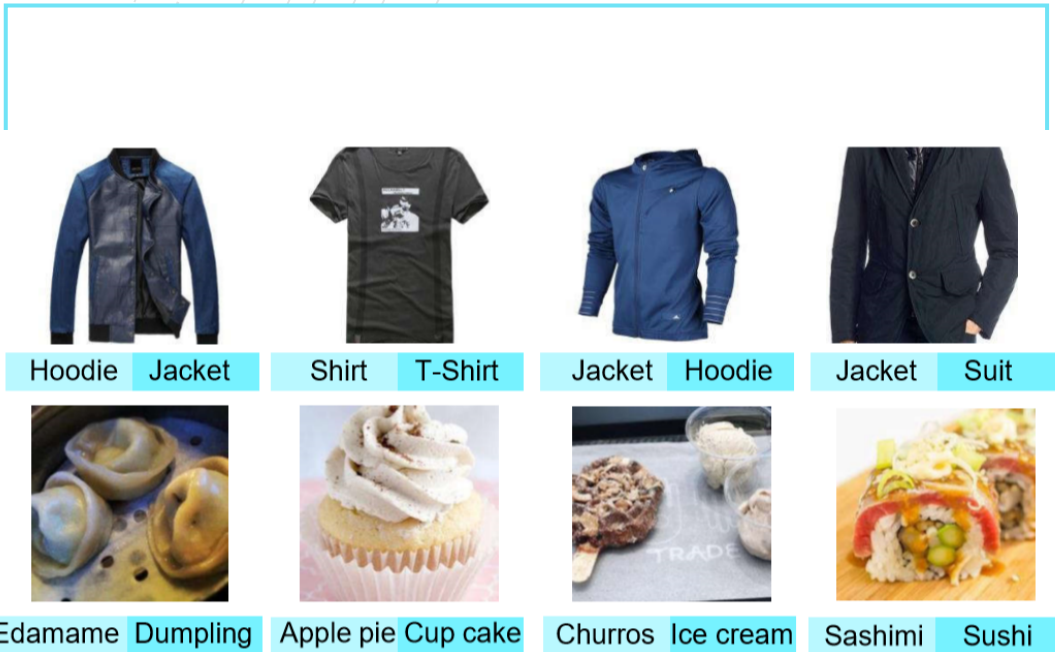 Hoodie Jacket Shirt T-Shirt Jacket Hoodie Jacket Suit
TRADE
Edamame Dumpling Apple pie Cup cake Churros Ice cream Sashimi Sushi